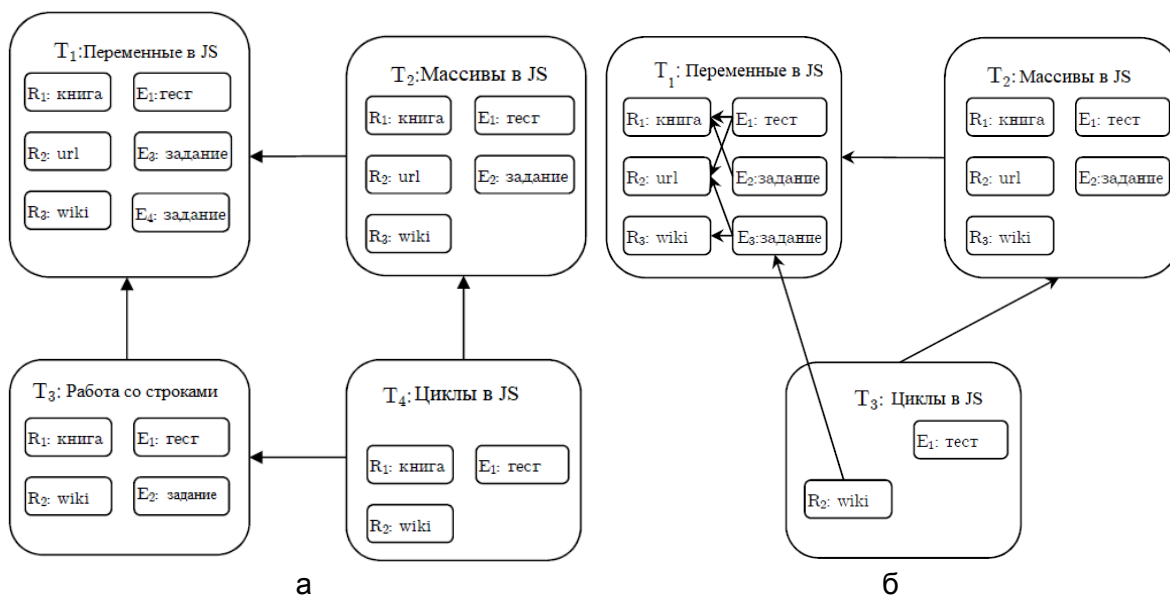 T₁:Переменные в JS
R₁: книга
E₁:тест
R₂: url
E₃: задание
R₃: wiki
E₄: задание
T₂:Массивы в JS
R₁: книга
E₁: тест
R₂: url
E₂: задание
R₃: wiki
T₃: Работа со строками
R₁: книга
E₁: тест
R₂: wiki
E₂: задание
T₄: Циклы в JS
R₁: книга
E₁: тест
R₂: wiki
а
T₁: Переменные в JS
R₁: книга
E₁: тест
R₂: url
E₂:задание
R₃: wiki
E₃:задание
T₂: Массивы в JS
R₁: книга
E₁: тест
R₂: url
E₂:задание
R₃: wiki
T₃: Циклы в JS
E₁: тест
R₂: wiki
б